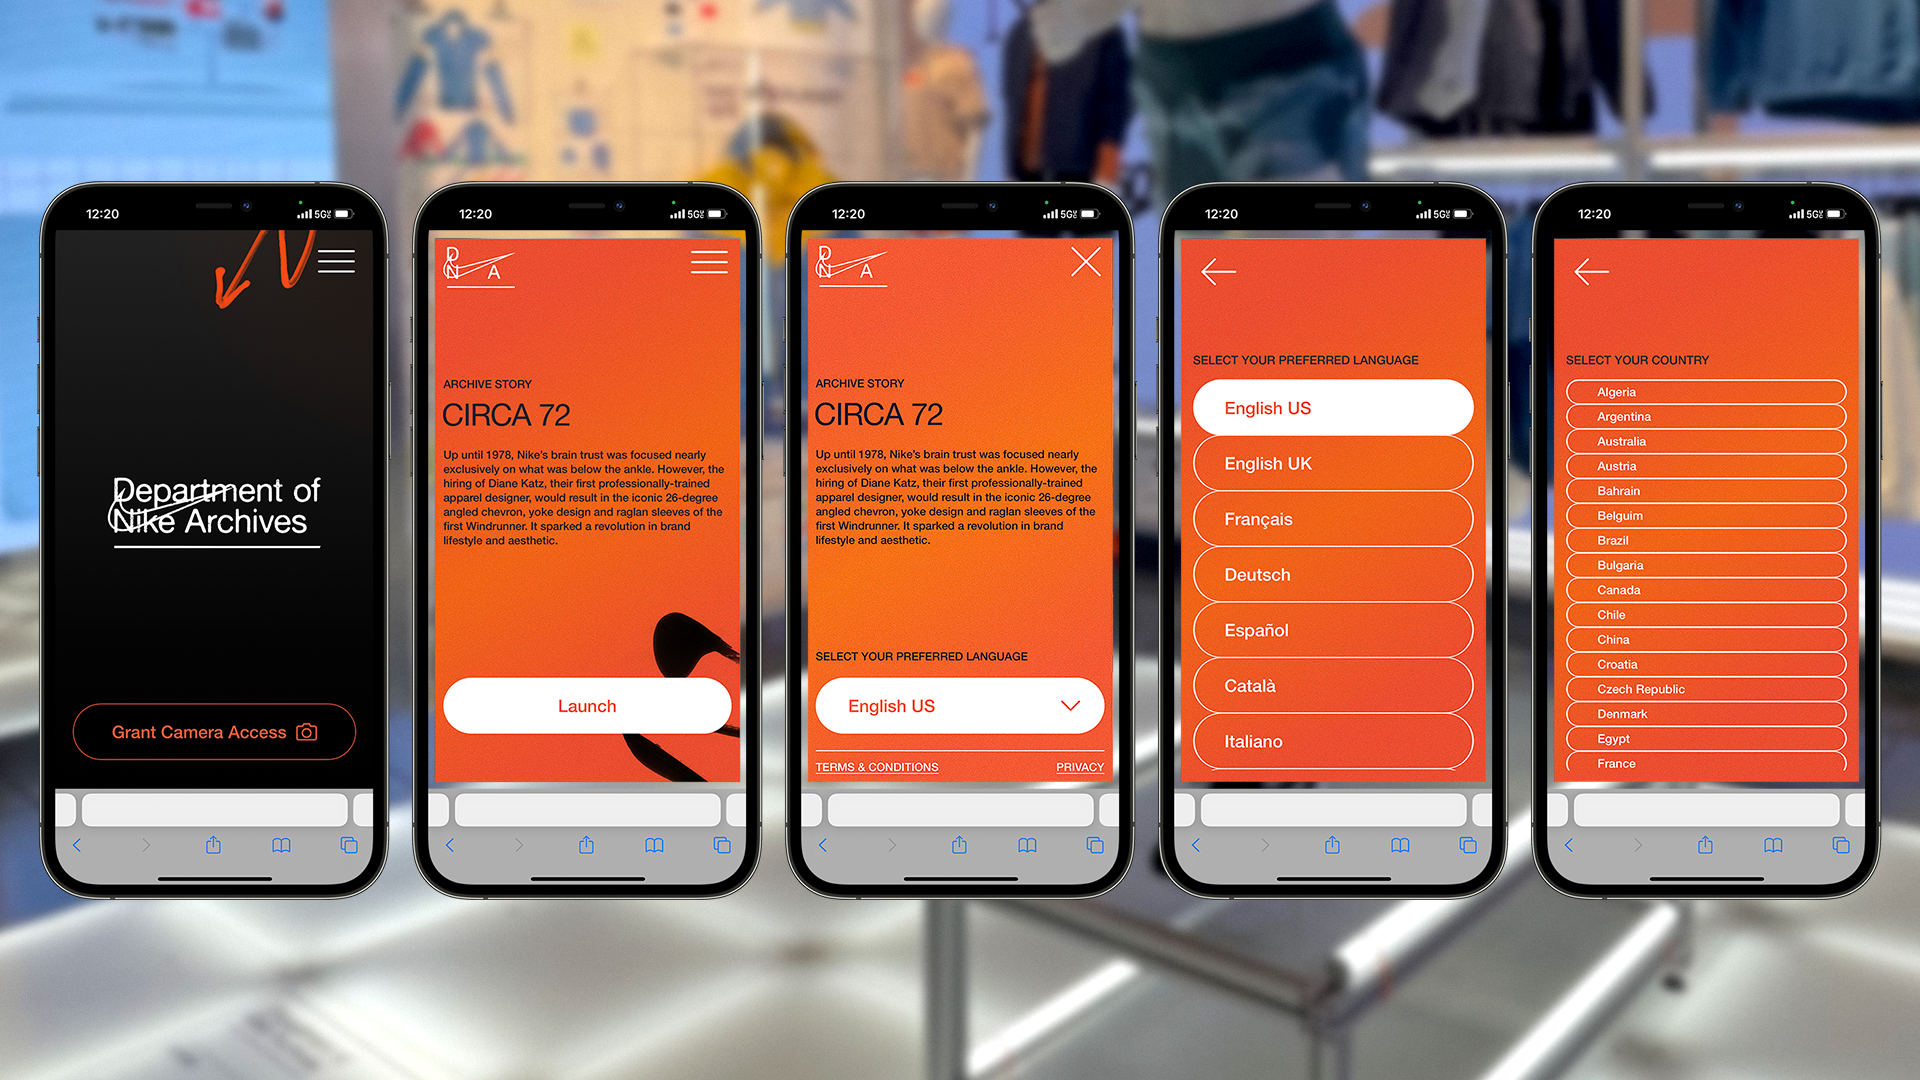 12:20
5G
Department of
Nike Archives
Grant Camera Access
12:20
5G
D
N A
ARCHIVE STORY
CIRCA 72
Up until 1978, Nike's brain trust was focused nearly
exclusively on what was below the ankle. However, the
hiring of Diane Katz, their first professionally-trained
apparel designer, would result in the iconic 26-degree
angled chevron, yoke design and raglan sleeves of the
first Windrunner. It sparked a revolution in brand
lifestyle and aesthetic.
Launch
12:20
5G
D
N A
ARCHIVE STORY
CIRCA 72
Up until 1978, Nike's brain trust was focused nearly
exclusively on what was below the ankle. However, the
hiring of Diane Katz, their first professionally-trained
apparel designer, would result in the iconic 26-degree
angled chevron, yoke design and raglan sleeves of the
first Windrunner. It sparked a revolution in brand
lifestyle and aesthetic.
SELECT YOUR PREFERRED LANGUAGE
English US
TERMS & CONDITIONS
PRIVACY
12:20
5G
SELECT YOUR PREFERRED LANGUAGE
English US
English UK
Français
Deutsch
Español
Català
Italiano
12:20
5G
SELECT YOUR COUNTRY
Algeria
Argentina
Australia
Austria
Bahrain
Belguim
Brazil
Bulgaria
Canada
Chile
China
Croatia
Czech Republic
Denmark
Egypt
France